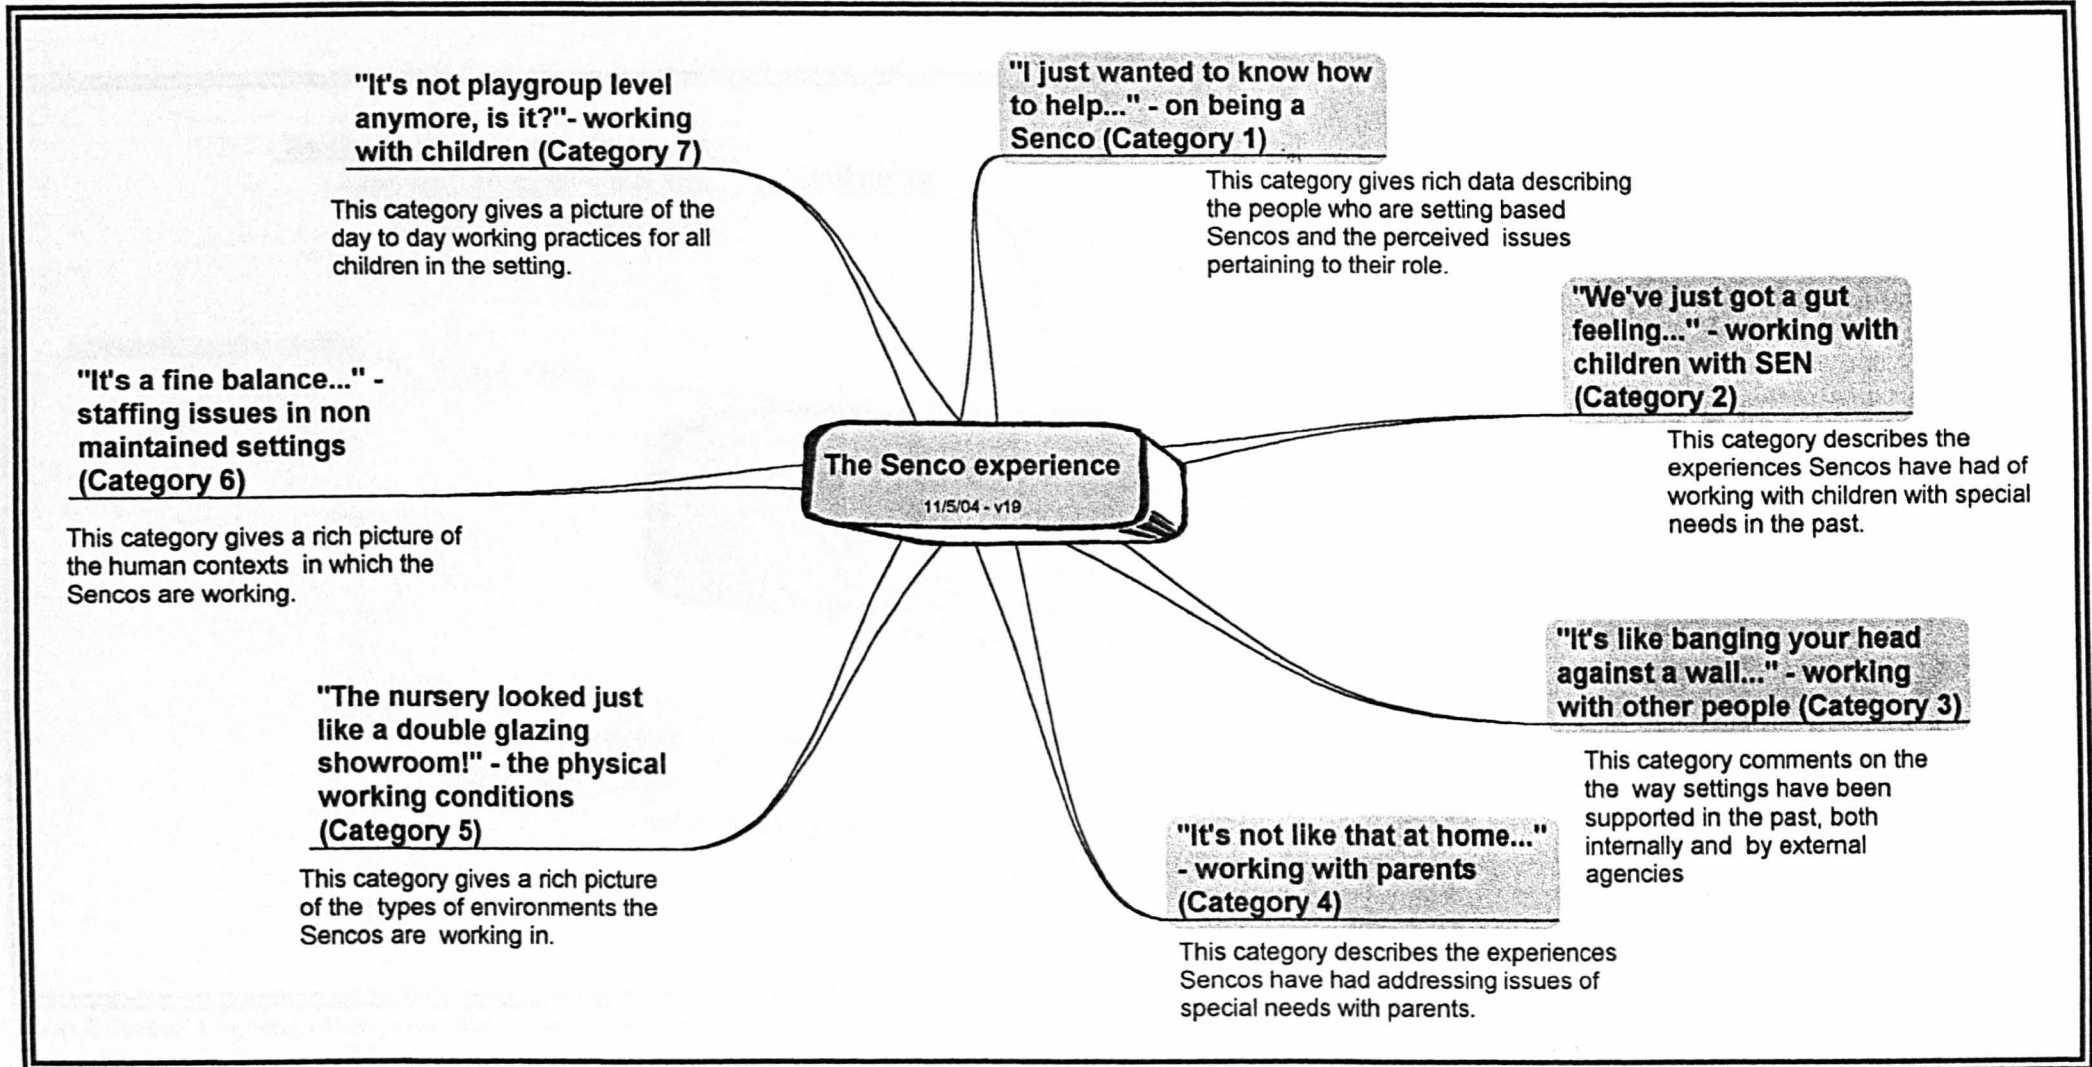 "It's not playgroup level
anymore, is it?"- working
with children (Category 7)
This category gives a picture of the
day to day working practices for all
children in the setting.
"I just wanted to know how
to help..." - on being a
Senco (Category 1)
This category gives rich data describing
the people who are setting based
Sencos and the perceived issues
pertaining to their role.
"We've just got a gut
feeling..." - working with
children with SEN
(Category 2)
This category describes the
experiences Sencos have had of
working with children with special
needs in the past.
"It's a fine balance..." -
staffing issues in non
maintained settings
(Category 6)
This category gives a rich picture of
the human contexts in which the
Sencos are working.
The Senco experience
11/5/04 - v19
"It's like banging your head
against a wall..." - working
with other people (Category 3)
This category comments on the
the way settings have been
supported in the past, both
internally and by external
agencies
"The nursery looked just
like a double glazing
showroom!" - the physical
working conditions
(Category 5)
This category gives a rich picture
of the types of environments the
Sencos are working in.
"It's not like that at home..."
- working with parents
(Category 4)
This category describes the experiences
Sencos have had addressing issues of
special needs with parents.